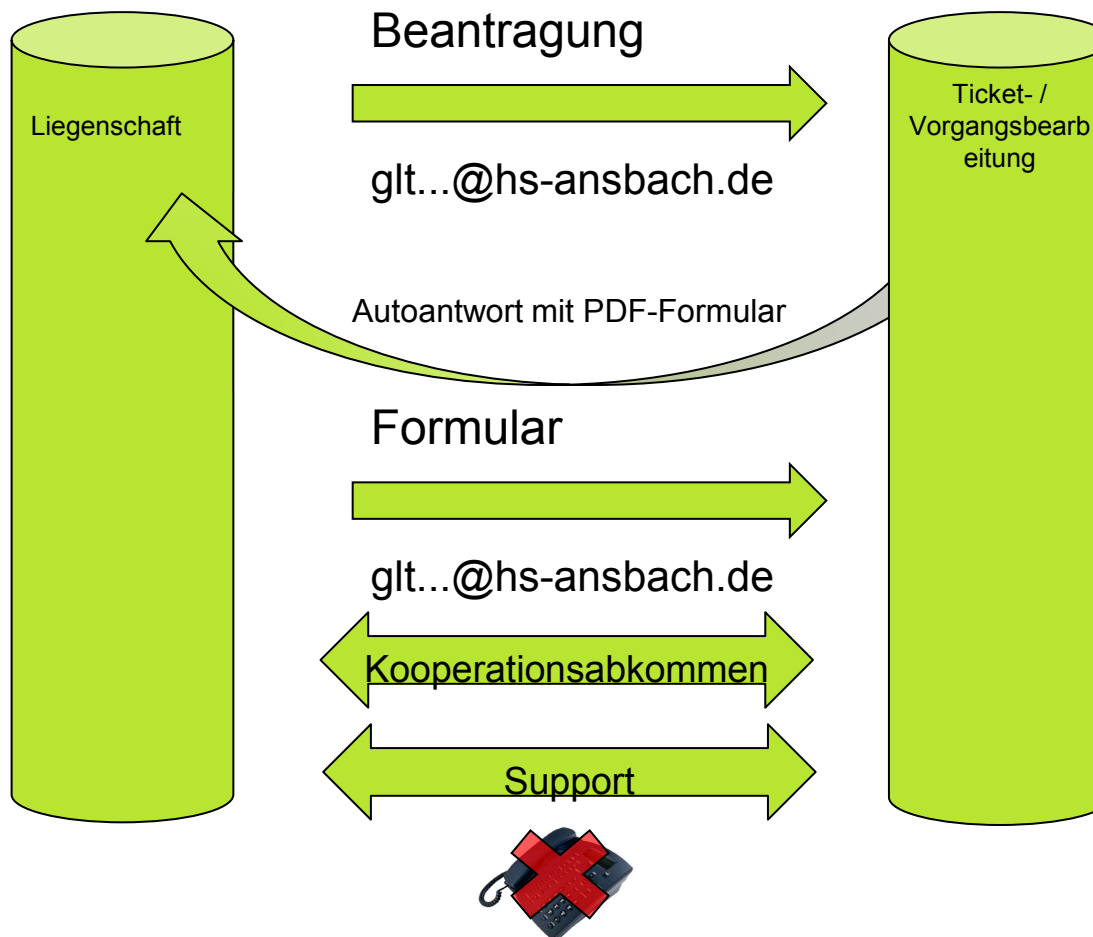 Beantragung
Liegenschaft
Ticket- /
Vorgangsbearb
eitung
glt...@hs-ansbach.de
Autoantwort mit PDF-Formular
Formular
glt...@hs-ansbach.de
Kooperationsabkommen
Support